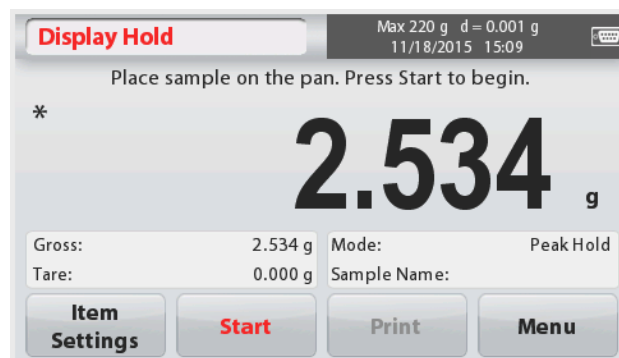 Display Hold
Max 220 g d = 0.001 g
11/18/2015 15:09
Place sample on the pan. Press Start to begin.
*
2.534 g
Gross: 2.534 g
Tare: 0.000 g
Mode: Peak Hold
Sample Name:
Item
Settings
Start
Print
Menu